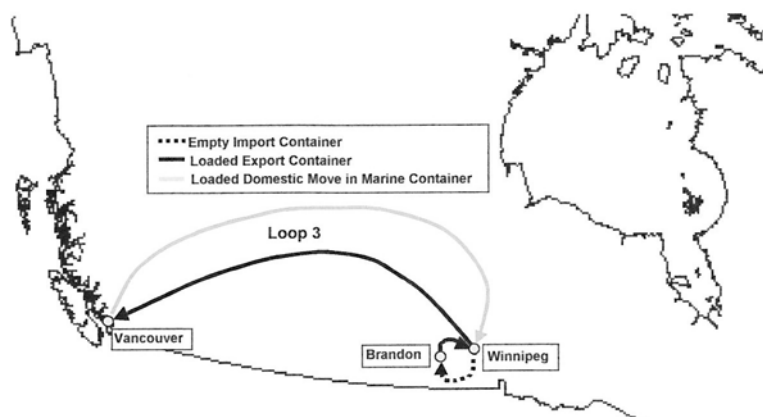 Empty Import Container
Loaded Export Container
Loaded Domestic Move in Marine Container
Loop 3
Vancouver
Brandon
Winnipeg